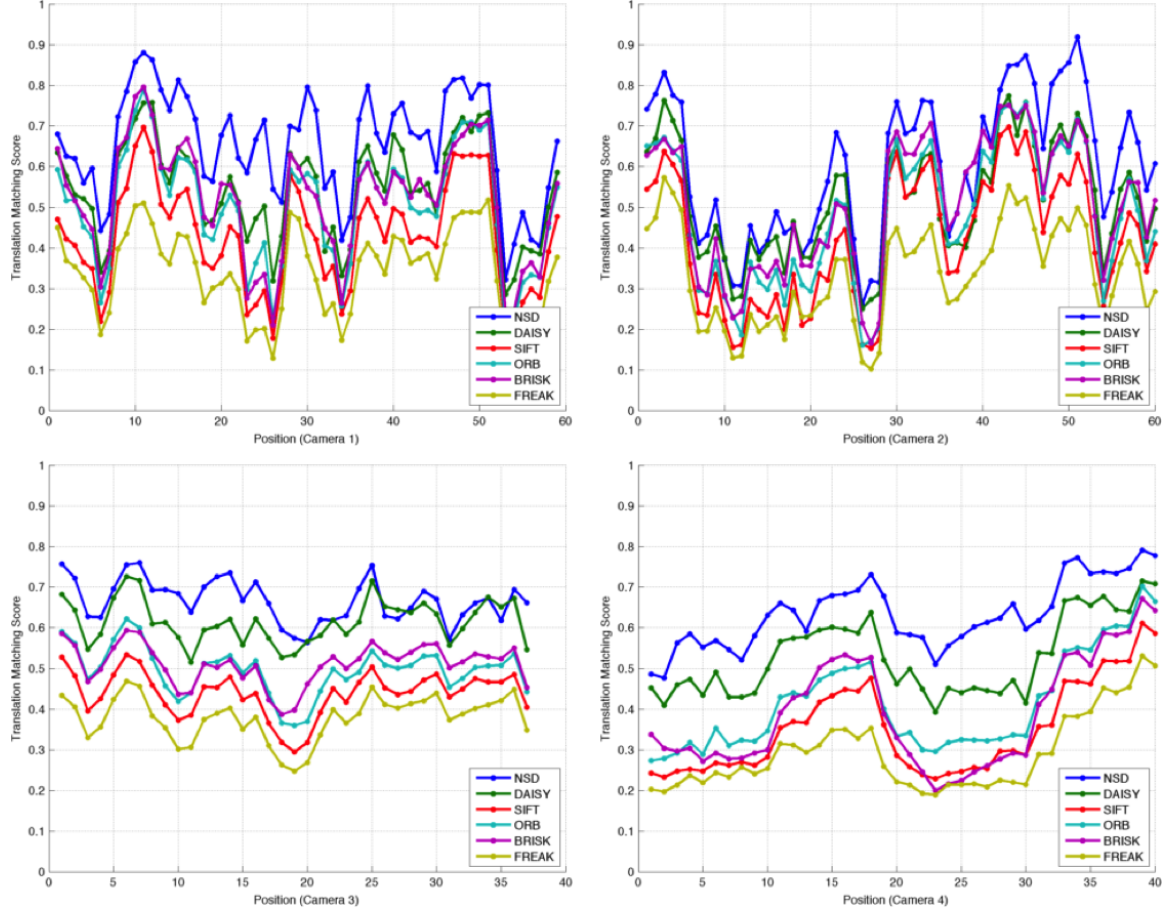 Translation Matching Score
1
0.9
0.8
0.7
0.6
0.5
0.4
0.3
0.2
0.1
0
0 10 20 30 40 50 60
Position (Camera 1)
NSD
DAISY
SIFT
ORB
BRISK
FREAK
Translation Matching Score
1
0.9
0.8
0.7
0.6
0.5
0.4
0.3
0.2
0.1
0
0 10 20 30 40 50 60
Position (Camera 2)
NSD
DAISY
SIFT
ORB
BRISK
FREAK
Translation Matching Score
1
0.9
0.8
0.7
0.6
0.5
0.4
0.3
0.2
0.1
0
0 5 10 15 20 25 30 35 40
Position (Camera 3)
NSD
DAISY
SIFT
ORB
BRISK
FREAK
Translation Matching Score
1
0.9
0.8
0.7
0.6
0.5
0.4
0.3
0.2
0.1
0
0 5 10 15 20 25 30 35 40
Position (Camera 4)
NSD
DAISY
SIFT
ORB
BRISK
FREAK